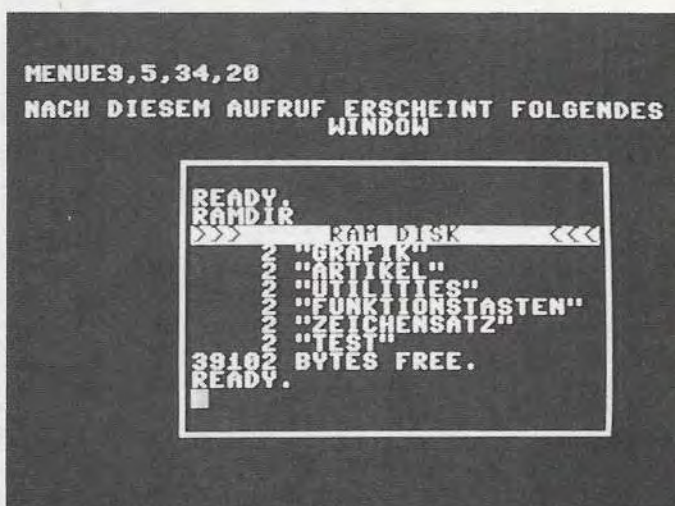 MENUE9,5,34,20
NACH DIESEM AUFRUF ERSCHEINT FOLGENDES
WINDOW
READY.
RAMDIR
>>> RAM DISK <<<
2 "GRAFIK"
2 "ARTIKEL"
2 "UTILITIES"
2 "FUNKTIONSTASTEN"
2 "ZEICHENSATZ"
2 "TEST"
39102 BYTES FREE.
READY.